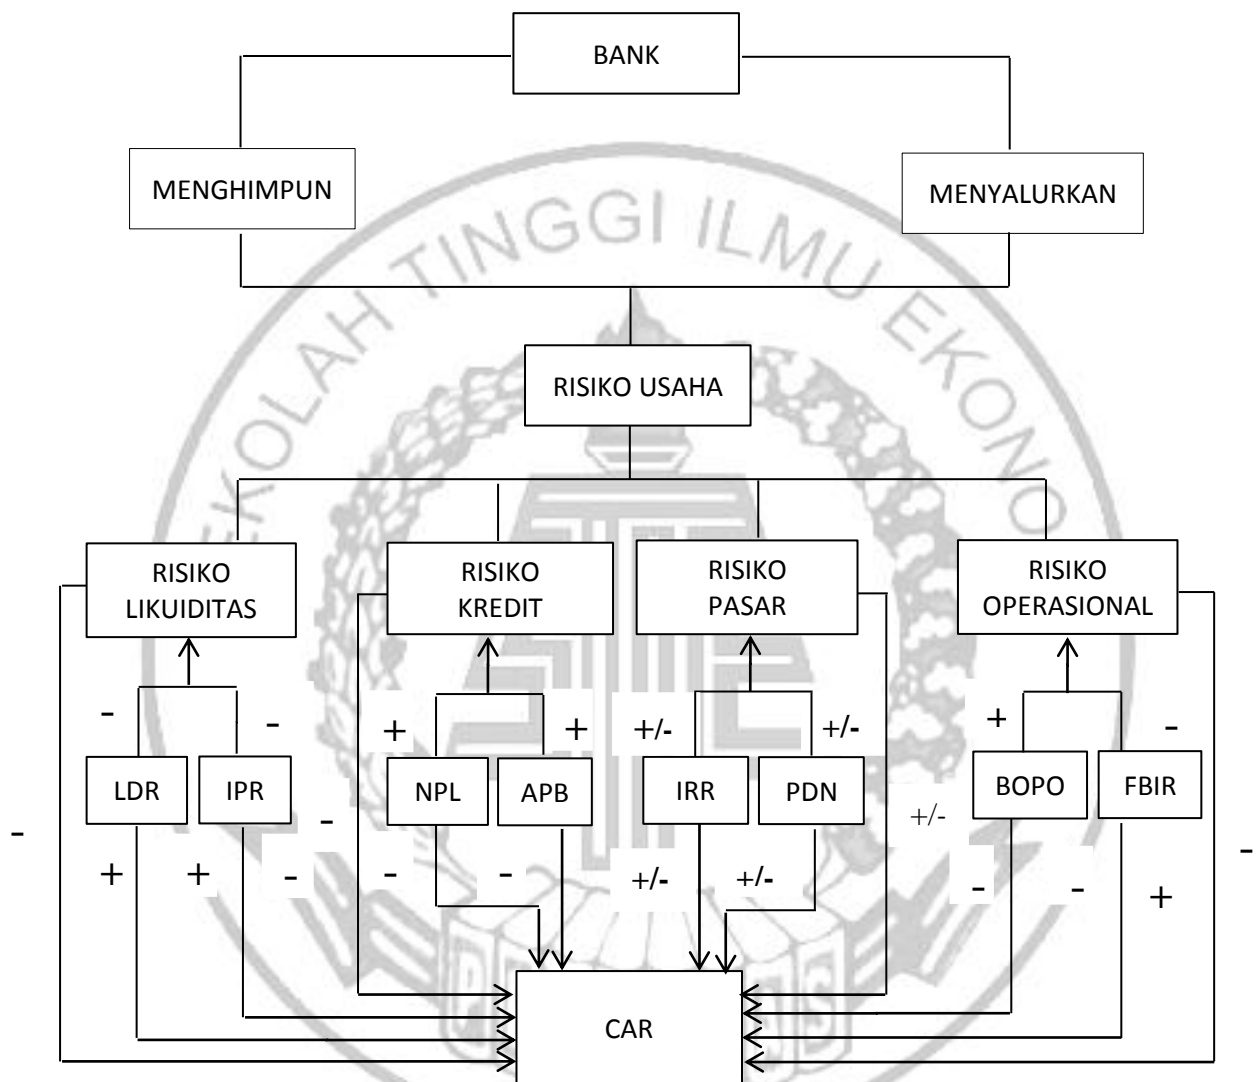 BANK
MENGHIMPUN
MENYALURKAN
SEKOLAH TINGGI ILMU EKONO
RISIKO USAHA
RISIKO
LIKUIDITAS
RISIKO
KREDIT
RISIKO
PASAR
RISIKO
OPERASIONAL
- - + + +/- +/- + -
LDR IPR NPL APB IRR PDN BOPO FBIR
- - +/- -
+ + - - - +/- +/- - - +
CAR